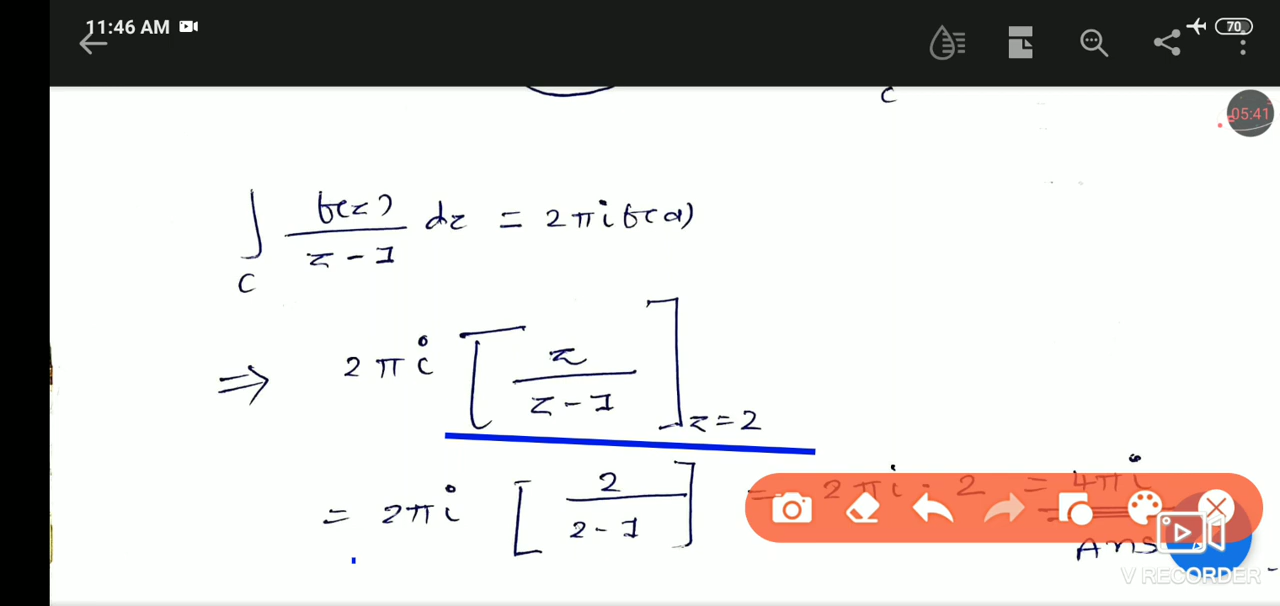 11:46 AM 70
C
05:41
∫_C f(z)/(z-1) dz = 2πi f(a)
⇒ 2πi [z/(z-1)]_{z=2}
= 2πi [2/(2-1)] = 2πi · 2 = 4πi
Ans
V RECORDER